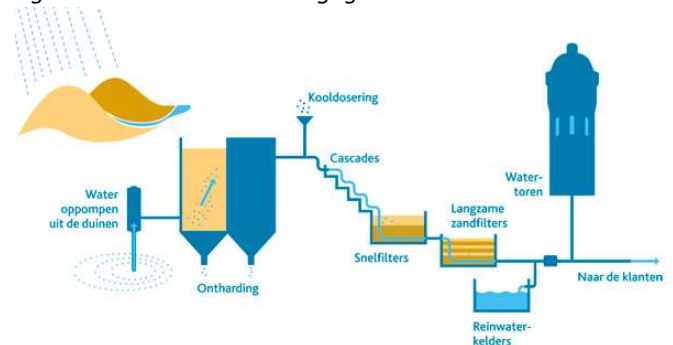 Kooldosering
Cascades
Water
oppompen
uit de duinen
Water-
toren
Langzame
zandfilters
Snelfilters
Ontharding
Naar de klanten
Reinwater-
kelders